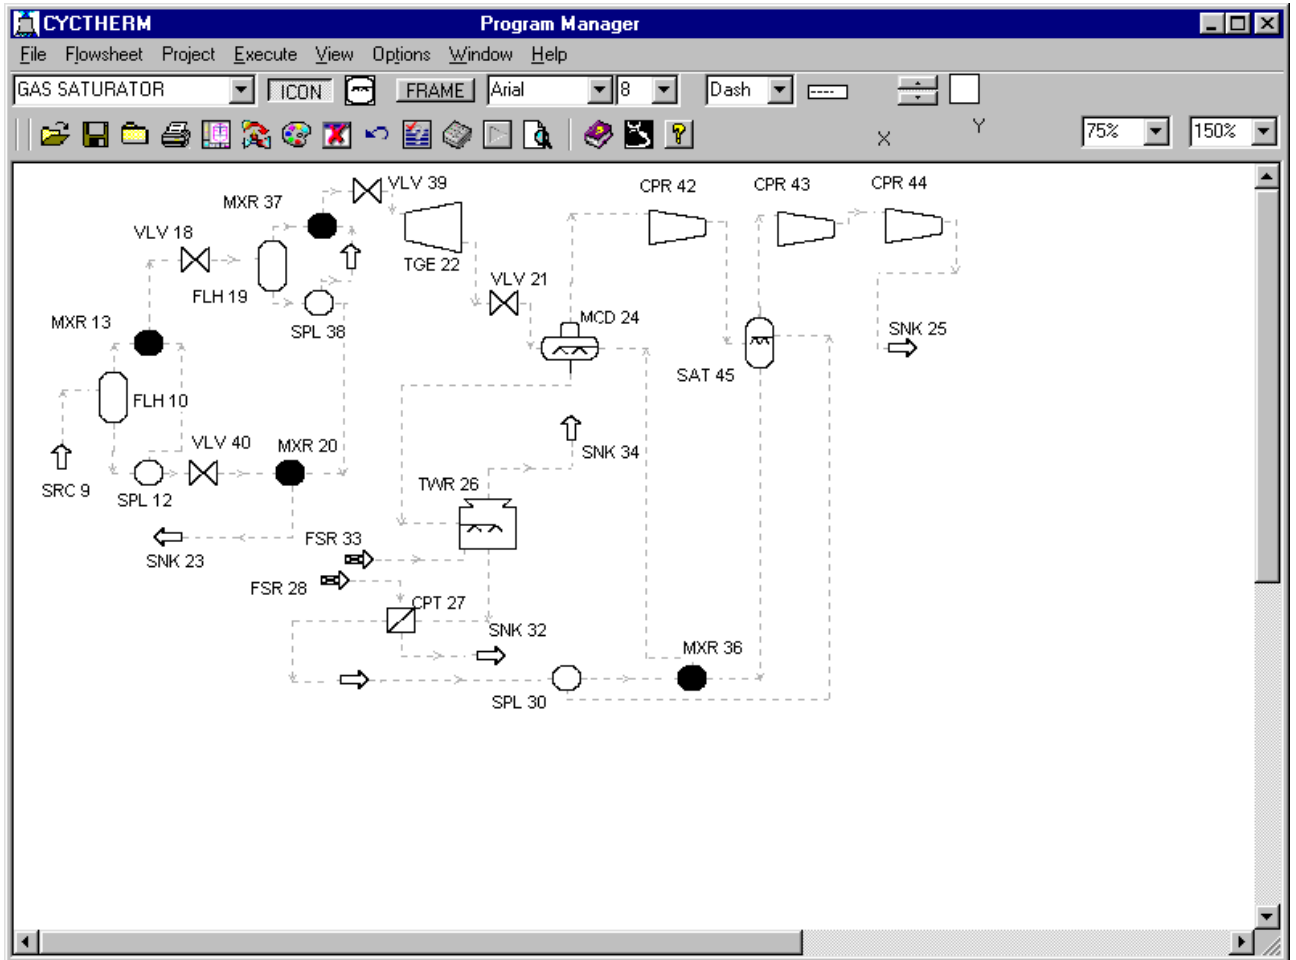 CYCTHERM Program Manager
File Flowsheet Project Execute View Options Window Help
GAS SATURATOR ICON FRAME Arial 8 Dash
X Y 75% 150%
MXR 37 VLV 39 CPR 42 CPR 43 CPR 44
VLV 18
TGE 22
VLV 21
FLH 19
MXR 13 SPL 38 MCD 24 SNK 25
SAT 45
FLH 10
VLV 40 MXR 20 SNK 34
SRC 9 SPL 12 TWR 26
FSR 33
SNK 23
FSR 28
CPT 27
SNK 32
MXR 36
SPL 30